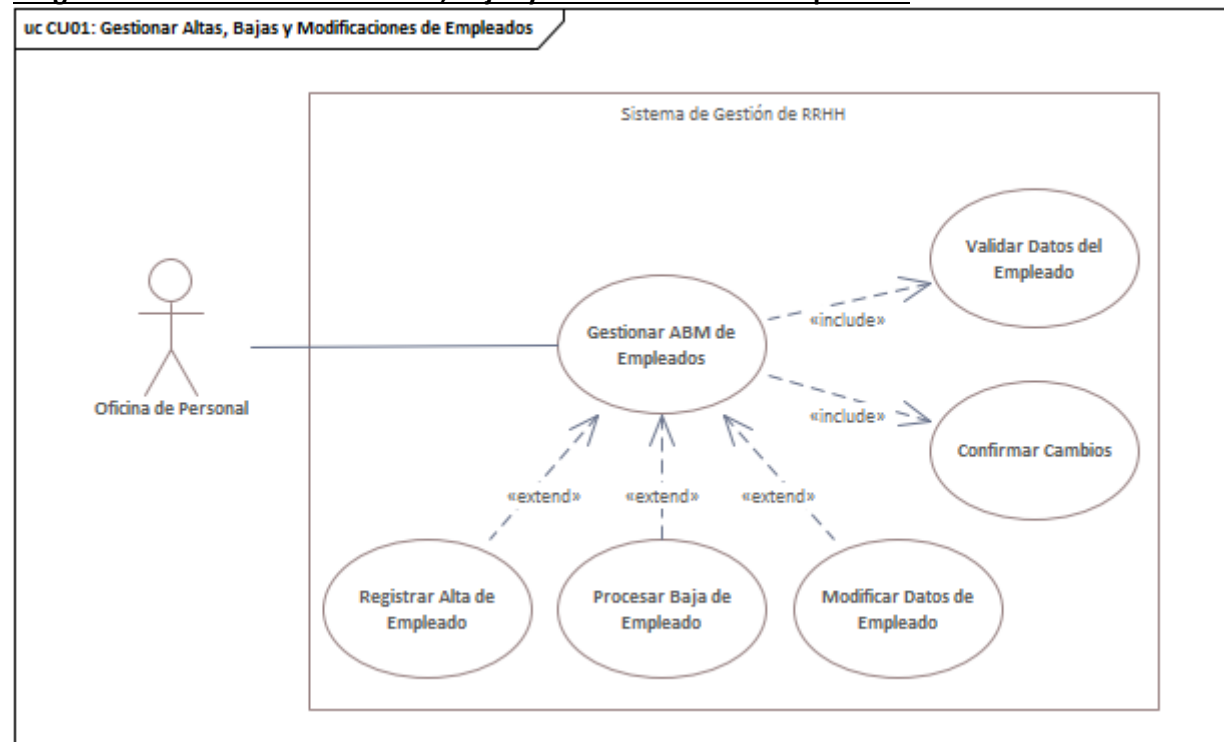 uc CU01: Gestionar Altas, Bajas y Modificaciones de Empleados
Sistema de Gestión de RRHH
Validar Datos del
Empleado
Gestionar ABM de
Empleados
«include»
Oficina de Personal
«include»
Confirmar Cambios
«extend»
«extend»
«extend»
Registrar Alta de
Empleado
Procesar Baja de
Empleado
Modificar Datos de
Empleado